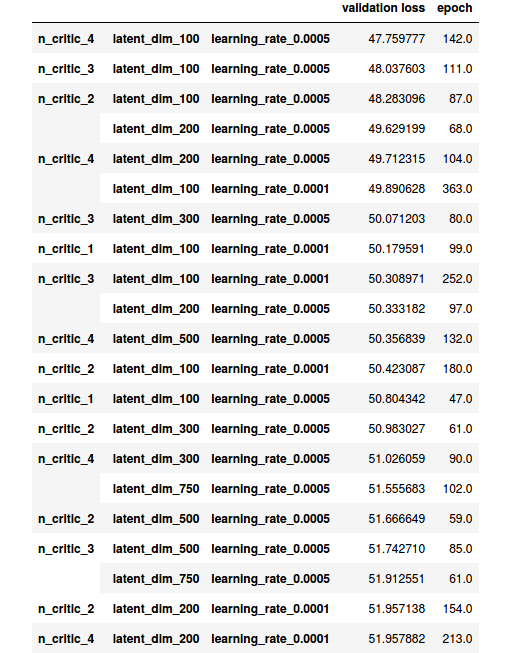 validation loss epoch
n_critic_4 latent_dim_100 learning_rate_0.0005 47.759777 142.0
n_critic_3 latent_dim_100 learning_rate_0.0005 48.037603 111.0
n_critic_2 latent_dim_100 learning_rate_0.0005 48.283096 87.0
latent_dim_200 learning_rate_0.0005 49.629199 68.0
n_critic_4 latent_dim_200 learning_rate_0.0005 49.712315 104.0
latent_dim_100 learning_rate_0.0001 49.890628 363.0
n_critic_3 latent_dim_300 learning_rate_0.0005 50.071203 80.0
n_critic_1 latent_dim_100 learning_rate_0.0001 50.179591 99.0
n_critic_3 latent_dim_100 learning_rate_0.0001 50.308971 252.0
latent_dim_200 learning_rate_0.0005 50.333182 97.0
n_critic_4 latent_dim_500 learning_rate_0.0005 50.356839 132.0
n_critic_2 latent_dim_100 learning_rate_0.0001 50.423087 180.0
n_critic_1 latent_dim_100 learning_rate_0.0005 50.804342 47.0
n_critic_2 latent_dim_300 learning_rate_0.0005 50.983027 61.0
n_critic_4 latent_dim_300 learning_rate_0.0005 51.026059 90.0
latent_dim_750 learning_rate_0.0005 51.555683 102.0
n_critic_2 latent_dim_500 learning_rate_0.0005 51.666649 59.0
n_critic_3 latent_dim_500 learning_rate_0.0005 51.742710 85.0
latent_dim_750 learning_rate_0.0005 51.912551 61.0
n_critic_2 latent_dim_200 learning_rate_0.0001 51.957138 154.0
n_critic_4 latent_dim_200 learning_rate_0.0001 51.957882 213.0